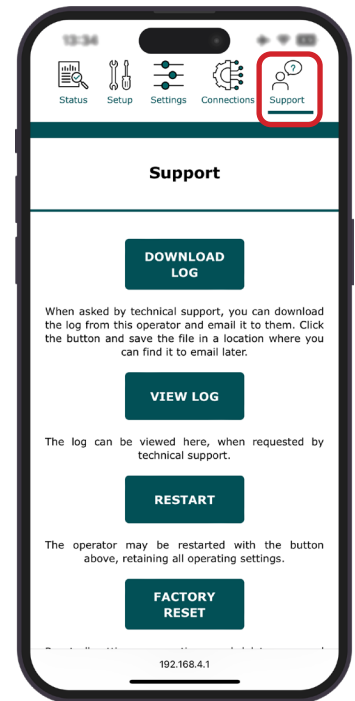 13:34
Status Setup Settings Connections Support
Support
DOWNLOAD
LOG
When asked by technical support, you can download
the log from this operator and email it to them. Click
the button and save the file in a location where you
can find it to email later.
VIEW LOG
The log can be viewed here, when requested by
technical support.
RESTART
The operator may be restarted with the button
above, retaining all operating settings.
FACTORY
RESET
192.168.4.1